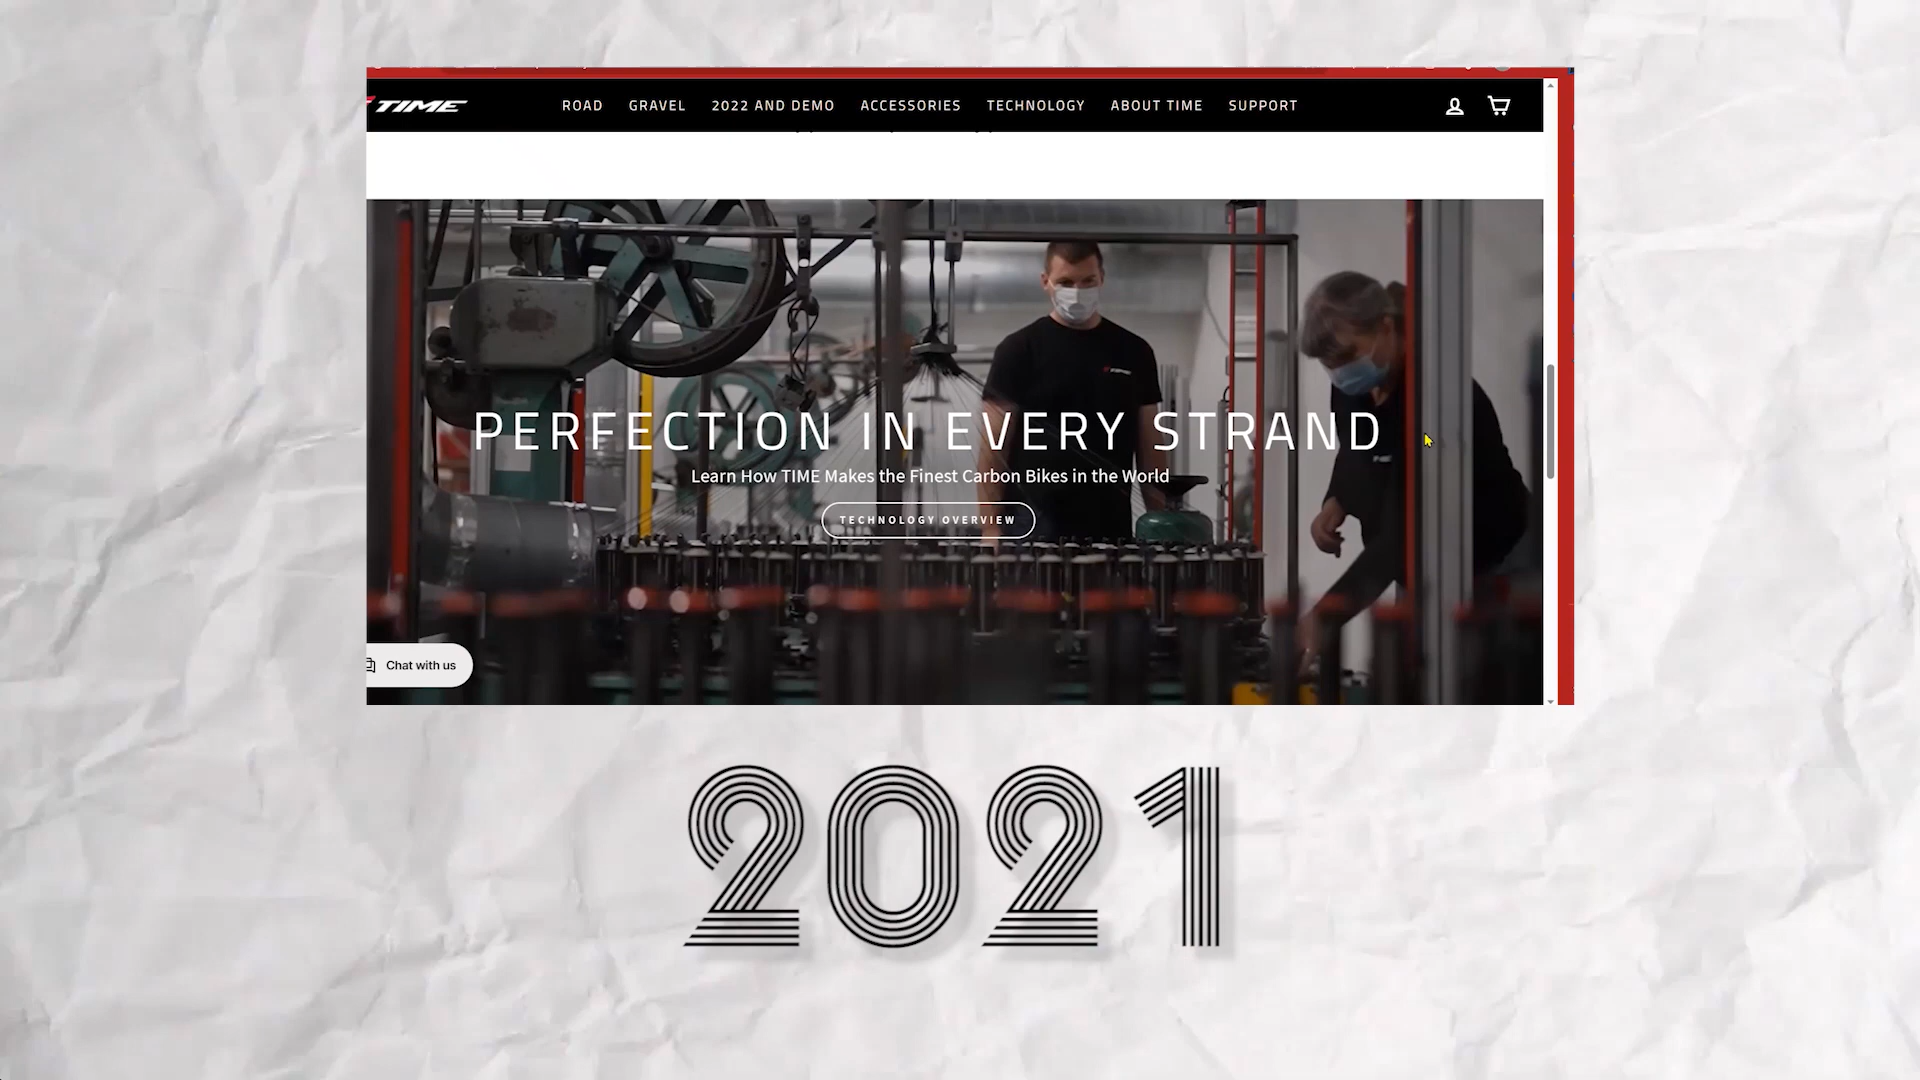 TIME
ROAD GRAVEL 2022 AND DEMO ACCESSORIES TECHNOLOGY ABOUT TIME SUPPORT
PERFECTION IN EVERY STRAND
Learn How TIME Makes the Finest Carbon Bikes in the World
TECHNOLOGY OVERVIEW
Chat with us
2021